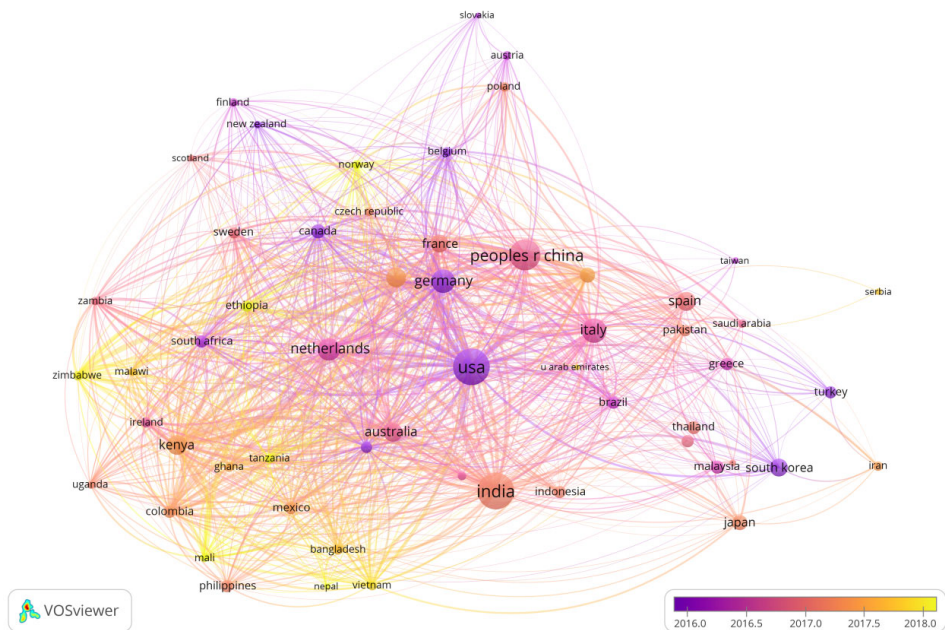 slovakia
austria
poland
finland
new zealand
belgium
scotland
norway
czech republic
sweden
canada
france
peoples r china
taiwan
germany
serbia
zambia
ethiopia
spain
saudi arabia
italy
pakistan
south africa
netherlands
usa
u arab emirates
greece
zimbabwe
malawi
turkey
brazil
ireland
australia
thailand
kenya
ghana
tanzania
malaysia
south korea
iran
uganda
india
indonesia
colombia
mexico
japan
bangladesh
mali
philippines
nepal
vietnam
VOSviewer
2016.0 2016.5 2017.0 2017.5 2018.0